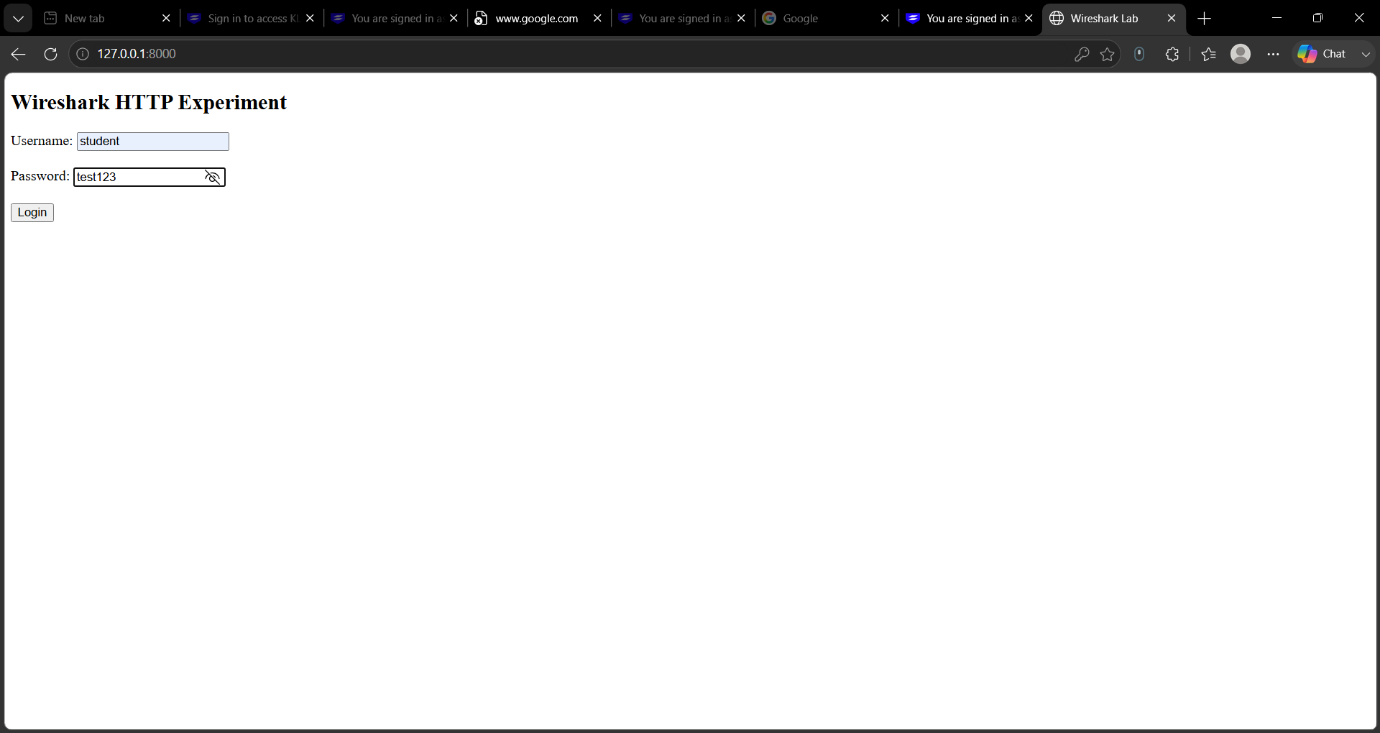 New tab
Sign in to access Kl
You are signed in a
www.google.com
You are signed in a
Google
You are signed in a
Wireshark Lab
127.0.0.1:8000
Chat
Wireshark HTTP Experiment
Username: student
Password: test123
Login